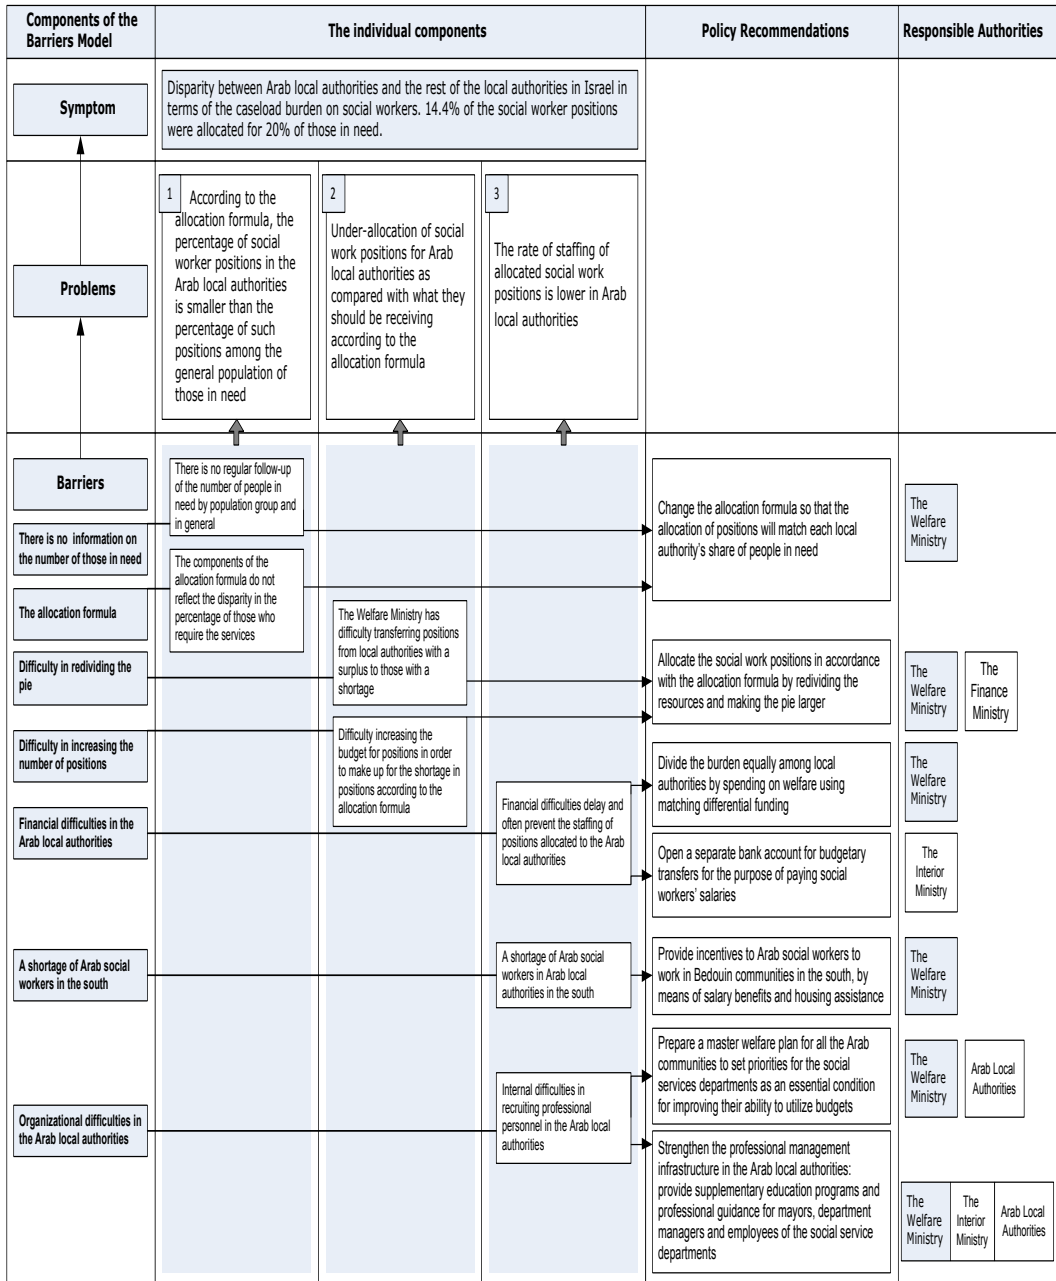 Components of the
Barriers Model
The individual components
Policy Recommendations
Responsible Authorities
Symptom
Disparity between Arab local authorities and the rest of the local authorities in Israel in
terms of the caseload burden on social workers. 14.4% of the social worker positions
were allocated for 20% of those in need.
Problems
1
According to the
allocation formula, the
percentage of social
worker positions in the
Arab local authorities
is smaller than the
percentage of such
positions among the
general population of
those in need
2
Under-allocation of social
work positions for Arab
local authorities as
compared with what they
should be receiving
according to the
allocation formula
3
The rate of staffing of
allocated social work
positions is lower in Arab
local authorities
Barriers
There is no information on
the number of those in need
There is no regular follow-up
of the number of people in
need by population group and
in general
Change the allocation formula so that the
allocation of positions will match each local
authority's share of people in need
The
Welfare
Ministry
The allocation formula
The components of the
allocation formula do not
reflect the disparity in the
percentage of those who
require the services
Difficulty in redividing the
pie
The Welfare Ministry has
difficulty transferring positions
from local authorities with a
surplus to those with a
shortage
Allocate the social work positions in accordance
with the allocation formula by redividing the
resources and making the pie larger
The
Welfare
Ministry
The
Finance
Ministry
Difficulty in increasing the
number of positions
Difficulty increasing the
budget for positions in order
to make up for the shortage in
positions according to the
allocation formula
Financial difficulties in the
Arab local authorities
Financial difficulties delay and
often prevent the staffing of
positions allocated to the Arab
local authorities
Divide the burden equally among local
authorities by spending on welfare using
matching differential funding
The
Welfare
Ministry
Open a separate bank account for budgetary
transfers for the purpose of paying social
workers' salaries
The
Interior
Ministry
A shortage of Arab social
workers in the south
A shortage of Arab social
workers in Arab local
authorities in the south
Provide incentives to Arab social workers to
work in Bedouin communities in the south, by
means of salary benefits and housing assistance
The
Welfare
Ministry
Organizational difficulties in
the Arab local authorities
Internal difficulties in
recruiting professional
personnel in the Arab local
authorities
Prepare a master welfare plan for all the Arab
communities to set priorities for the social
services departments as an essential condition
for improving their ability to utilize budgets
The
Welfare
Ministry
Arab Local
Authorities
Strengthen the professional management
infrastructure in the Arab local authorities:
provide supplementary education programs and
professional guidance for mayors, department
managers and employees of the social service
departments
The
Welfare
Ministry
The
Interior
Ministry
Arab Local
Authorities